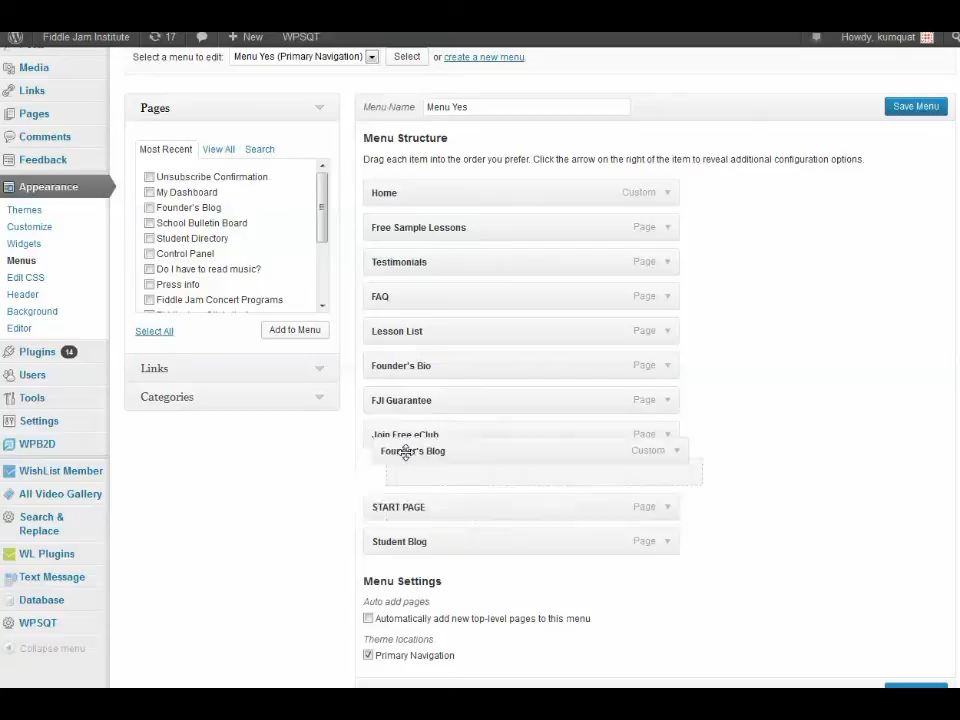 Fiddle Jam Institute 17 New WPSQT Howdy, kumquat
Select a menu to edit: Menu Yes (Primary Navigation) Select or create a new menu.
Media
Links
Pages
Comments
Feedback
Appearance
Themes
Customize
Widgets
Menus
Edit CSS
Header
Background
Editor
Plugins 14
Users
Tools
Settings
WPB2D
WishList Member
All Video Gallery
Search &
Replace
WL Plugins
Text Message
Database
WPSQT
Collapse menu
Pages
Most Recent View All Search
Unsubscribe Confirmation
My Dashboard
Founder's Blog
School Bulletin Board
Student Directory
Control Panel
Do I have to read music?
Press info
Fiddle Jam Concert Programs
Select All Add to Menu
Links
Categories
Menu Name Menu Yes Save Menu
Menu Structure
Drag each item into the order you prefer. Click the arrow on the right of the item to reveal additional configuration options.
Home Custom
Free Sample Lessons Page
Testimonials Page
FAQ Page
Lesson List Page
Founder's Bio Page
FJI Guarantee Page
Join Free eClub Page
Founder's Blog Custom
START PAGE Page
Student Blog Page
Menu Settings
Auto add pages
Automatically add new top-level pages to this menu
Theme locations
Primary Navigation